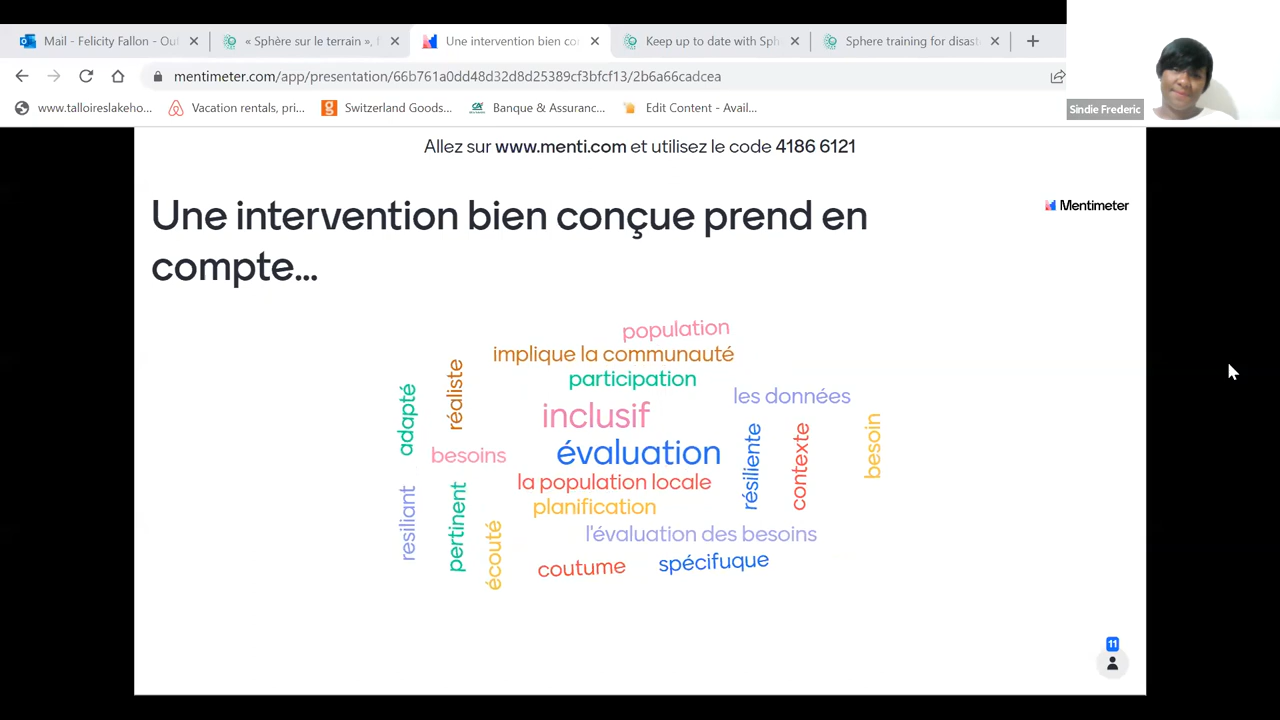 Mail - Felicity Fallon - Out
« Sphère sur le terrain », f
Une intervention bien co
Keep up to date with Sph
Sphere training for disast
mentimeter.com/app/presentation/66b761a0dd48d32d8d25389cf3bfcf13/2b6a66cadcea
www.talloireslakeho...
Vacation rentals, pri...
Switzerland Goods...
Banque & Assuranc...
Edit Content - Avail...
Sindie Frederic
Allez sur www.menti.com et utilisez le code 4186 6121
Une intervention bien conçue prend en
compte...
Mentimeter
population
implique la communauté
participation
les données
adapté
réaliste
inclusif
besoins
évaluation
résiliente
contexte
besoin
la population locale
planification
resiliant
pertinent
écouté
l'évaluation des besoins
coutume
spécifuque
11